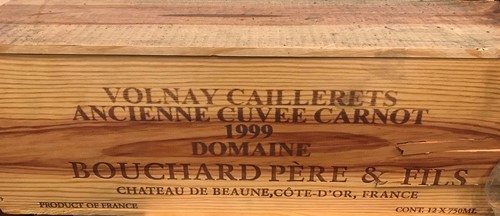 VOLNAY CAILLERETS
ANCIENNE CUVEE CARNOT
1999
DOMAINE
BOUCHARD PÈRE & FILS
CHATEAU DE BEAUNE, CÔTE-D'OR, FRANCE
PRODUCT OF FRANCE
CONT. 12 X 750ML